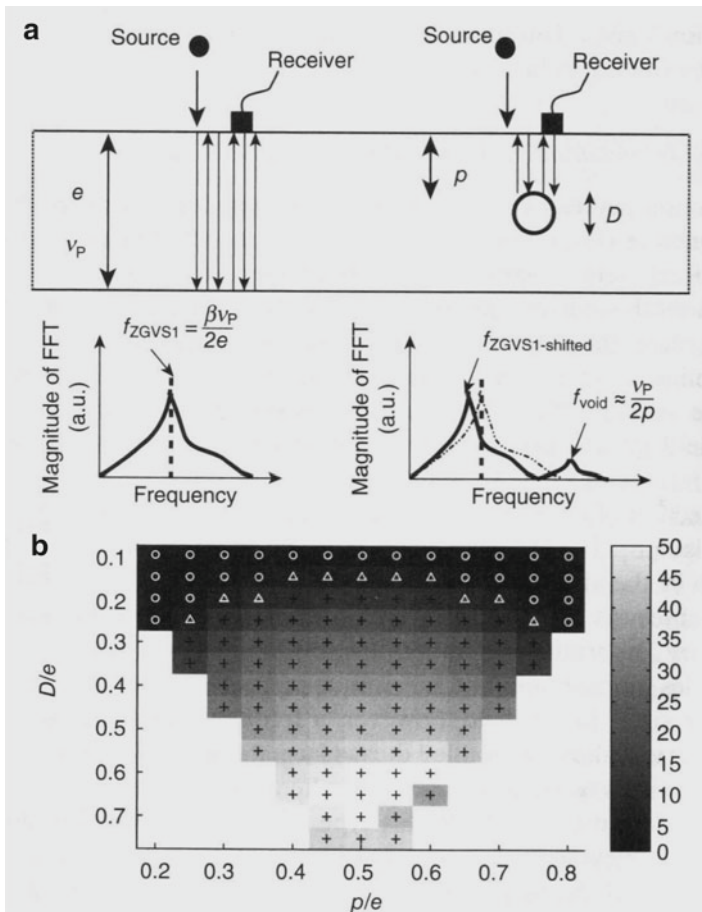 a
Source
Receiver
Source
Receiver
e
p
D
νP
fZGVS1 = βνP/2e
Magnitude of FFT
(a.u.)
Frequency
fZGVS1-shifted
fvoid ≈ νP/2p
Magnitude of FFT
(a.u.)
Frequency
b
0.1
0.2
0.3
0.4
0.5
0.6
0.7
D/e
0.2 0.3 0.4 0.5 0.6 0.7 0.8
p/e
50
45
40
35
30
25
20
15
10
5
0